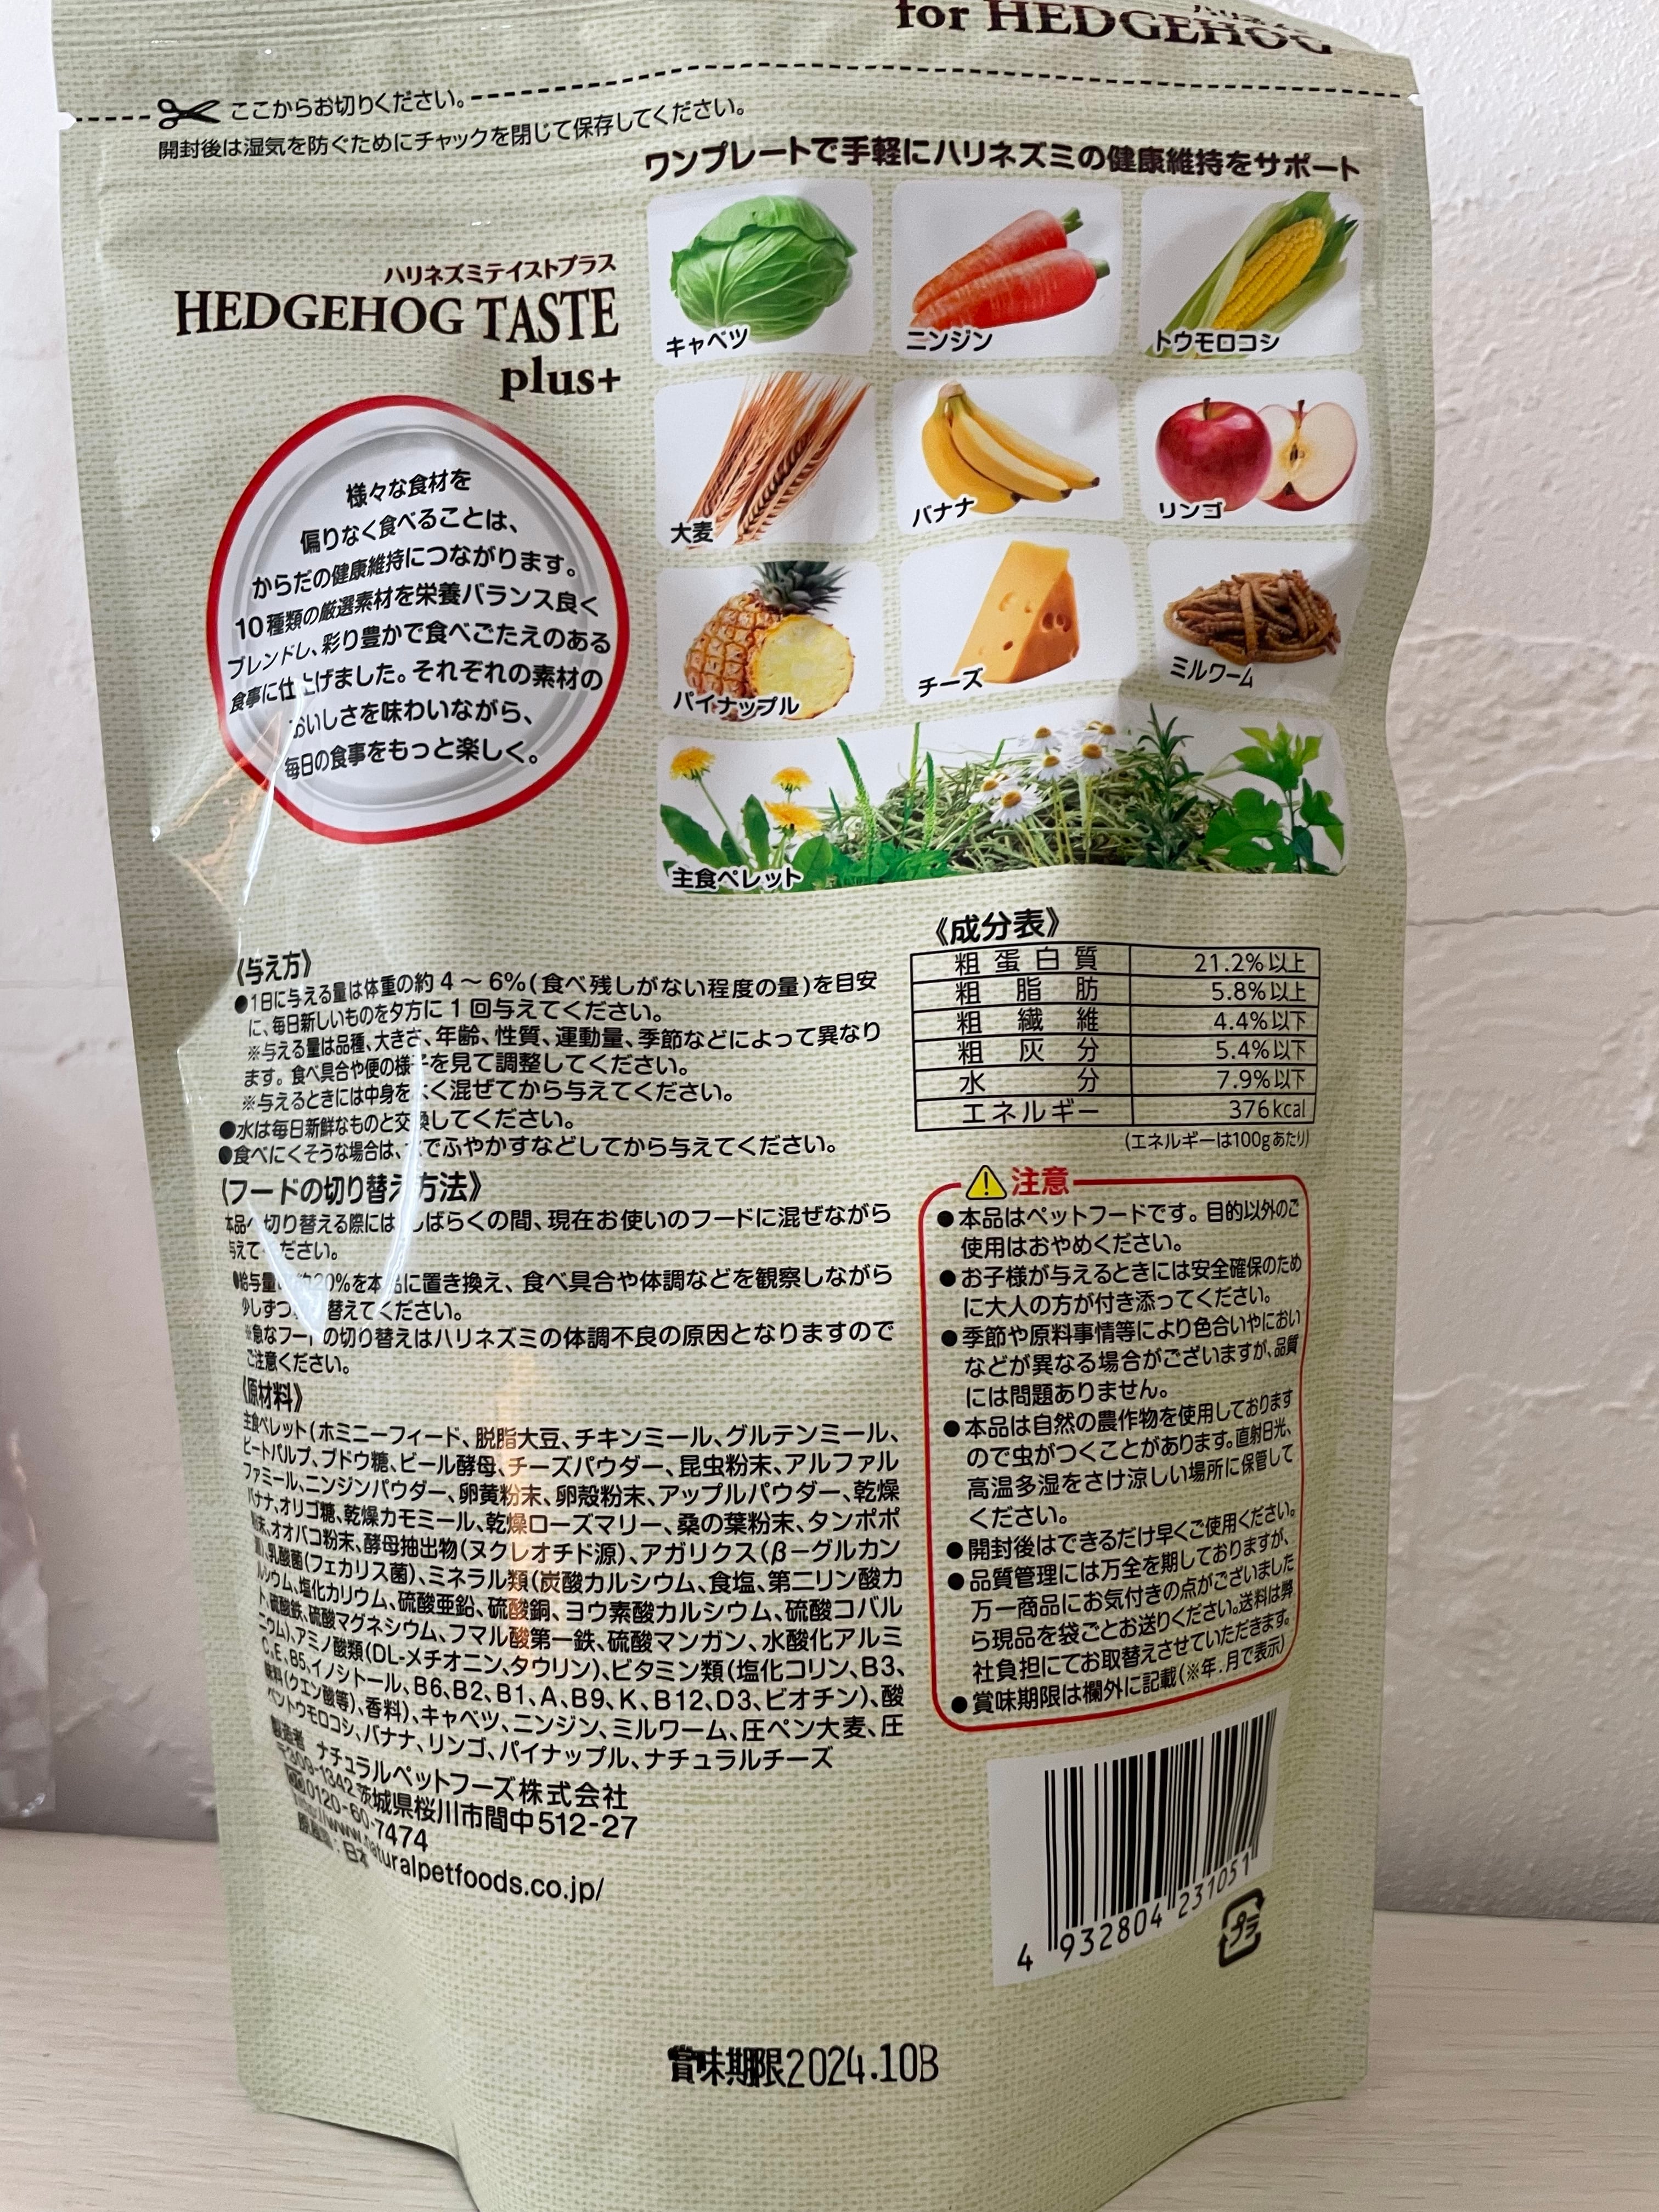 for HEDGEHOG
ここからお切りください。
開封後は湿気を防ぐためにチャックを閉じて保存してください。
ワンプレートで手軽にハリネズミの健康維持をサポート
ハリネズミテイストプラス
HEDGEHOG TASTE
plus+
キャベツ
ニンジン
トウモロコシ
大麦
バナナ
リンゴ
パイナップル
チーズ
ミルワーム
主食ペレット
様々な食材を
偏りなく食べることは、
からだの健康維持につながります。
10種類の厳選素材を栄養バランス良く
ブレンドし、彩り豊かで食べごたえのある
食事に仕上げました。それぞれの素材の
おいしさを味わいながら、
毎日の食事をもっと楽しく。
《与え方》
●1日に与える量は体重の約4～6%(食べ残しがない程度の量)を目安
に、毎日新しいものを夕方に1回与えてください。
※与える量は品種、大きさ、年齢、性質、運動量、季節などによって異なり
ます。食べ具合や便の様子を見て調整してください。
※与えるときには中身をよく混ぜてから与えてください。
●水は毎日新鮮なものと交換してください。
●食べにくそうな場合は、水でふやかすなどしてから与えてください。
《フードの切り替え方法》
本品へ切り替える際には しばらくの間、現在お使いのフードに混ぜながら
与えてください。
●給与量 20%を本品に置き換え、食べ具合や体調などを観察しながら
少しずつ 替えてください。
※急なフードの切り替えはハリネズミの体調不良の原因となりますので
ご注意ください。
《原材料》
主食ペレット(ホミニーフィード、脱脂大豆、チキンミール、グルテンミール、
ビートパルプ、ブドウ糖、ビール酵母、チーズパウダー、昆虫粉末、アルファル
ファミール、ニンジンパウダー、卵黄粉末、卵殻粉末、アップルパウダー、乾燥
バナナ、オリゴ糖、乾燥カモミール、乾燥ローズマリー、桑の葉粉末、タンポポ
粉末、オオバコ粉末、酵母抽出物(ヌクレオチド源)、アガリクス(β－グルカン
源)、乳酸菌(フェカリス菌)、ミネラル類(炭酸カルシウム、食塩、第二リン酸カ
ルシウム、塩化カリウム、硫酸亜鉛、硫酸銅、ヨウ素酸カルシウム、硫酸コバル
ト、硫酸鉄、硫酸マグネシウム、フマル酸第一鉄、硫酸マンガン、水酸化アルミ
ニウム)、アミノ酸類(DL-メチオニン、タウリン)、ビタミン類(塩化コリン、B3、
C、E、B5、イノシトール、B6、B2、B1、A、B9、K、B12、D3、ビオチン)、酸
味料(クエン酸等)、香料)、キャベツ、ニンジン、ミルワーム、圧ペン大麦、圧
ペントウモロコシ、バナナ、リンゴ、パイナップル、ナチュラルチーズ
製造者 ナチュラルペットフーズ株式会社
〒309-1342 茨城県桜川市間中512-27
0120-60-7474
http://www.naturalpetfoods.co.jp/
原産国:日本
《成分表》
粗蛋白質 21.2%以上
粗脂肪 5.8%以上
粗繊維 4.4%以下
粗灰分 5.4%以下
水分 7.9%以下
エネルギー 376kcal
(エネルギーは100gあたり)
注意
●本品はペットフードです。目的以外のご
使用はおやめください。
●お子様が与えるときには安全確保のため
に大人の方が付き添ってください。
●季節や原料事情等により色合いやにおい
などが異なる場合がございますが、品質
には問題ありません。
●本品は自然の農作物を使用しております
ので虫がつくことがあります。直射日光、
高温多湿をさけ涼しい場所に保管して
ください。
●開封後はできるだけ早くご使用ください。
●品質管理には万全を期しておりますが、
万一商品にお気付きの点がございました
ら現品を袋ごとお送りください。送料は弊
社負担にてお取替えさせていただきます。
●賞味期限は欄外に記載(※年.月で表示)
4 932804 231051
プラ
賞味期限2024.10B